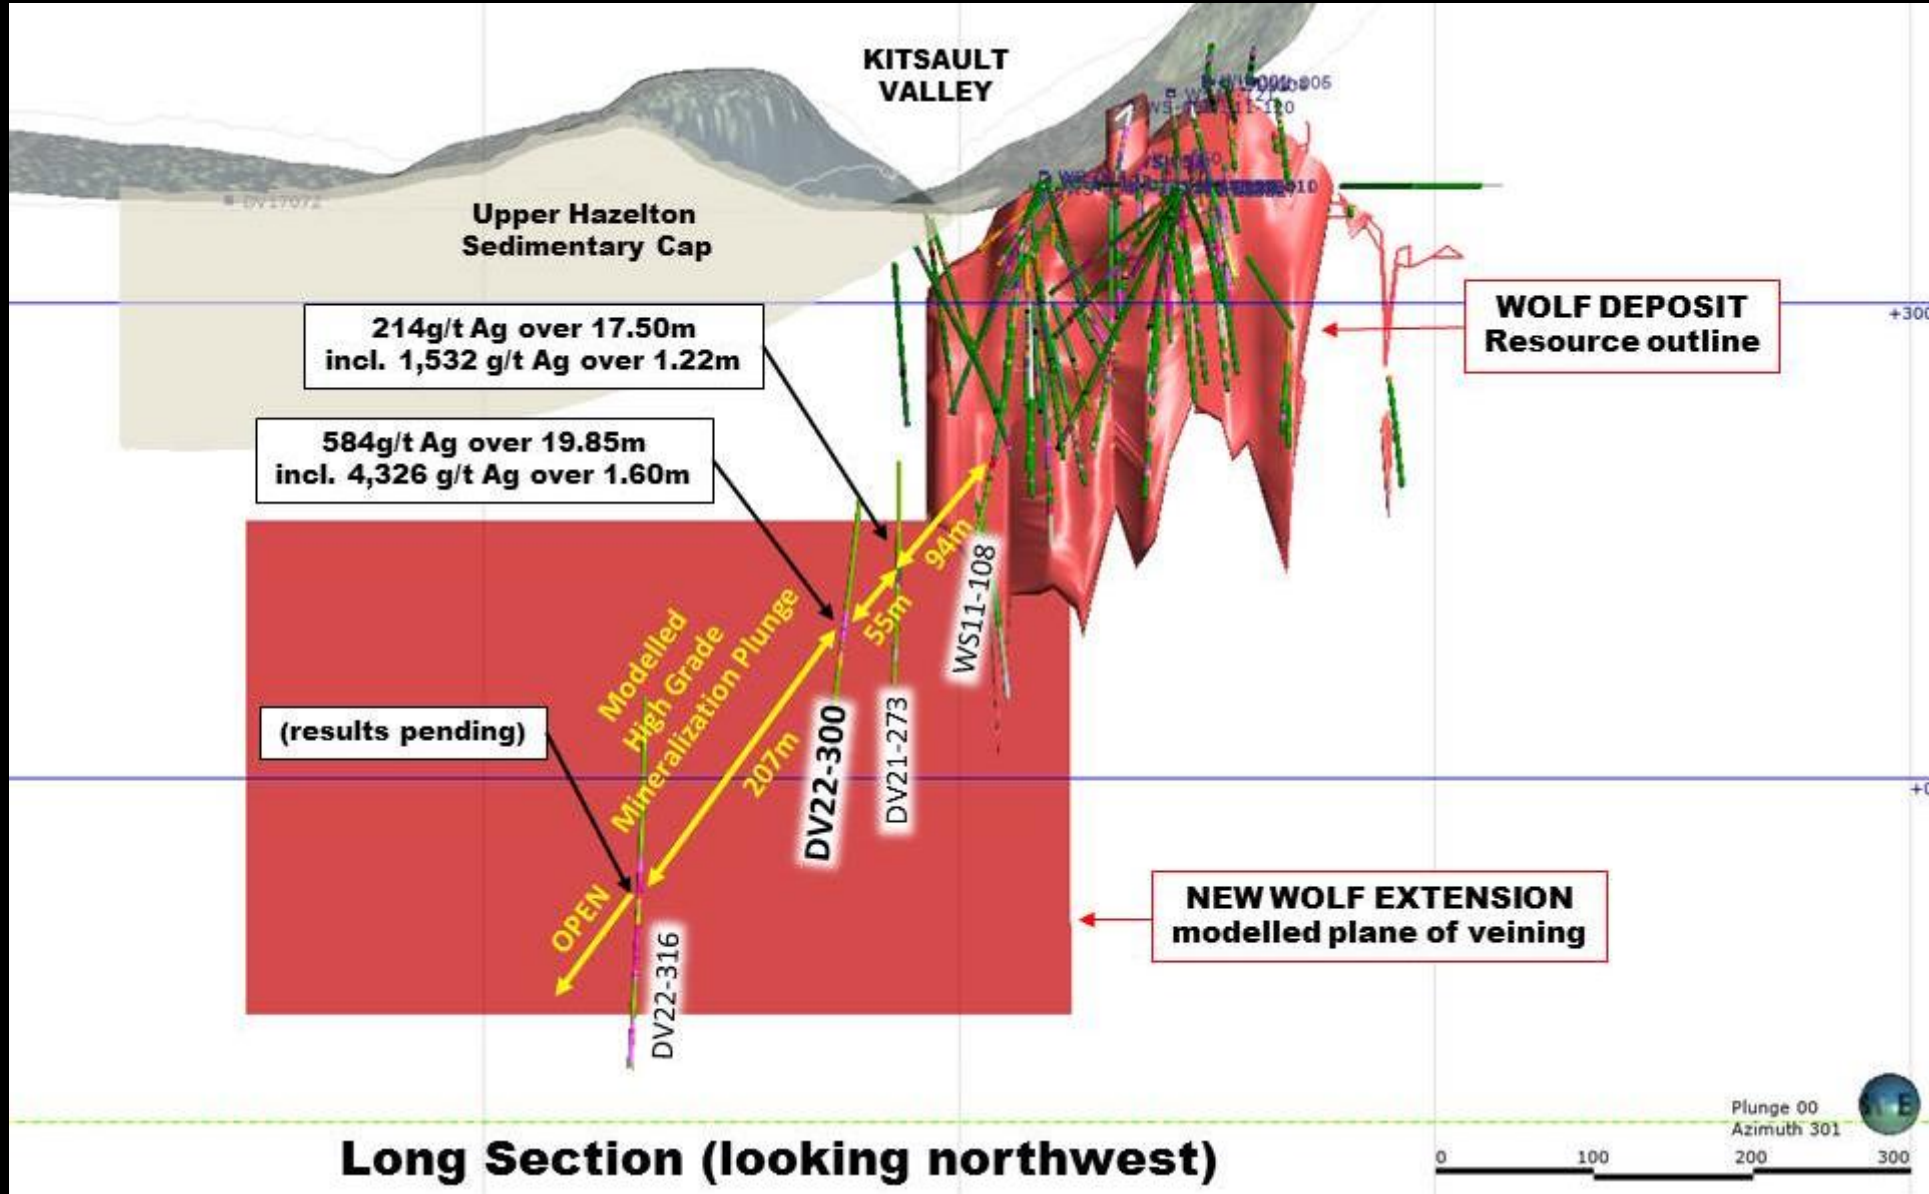 KITSAULT
VALLEY
DV17072
Upper Hazelton
Sedimentary Cap
214g/t Ag over 17.50m
incl. 1,532 g/t Ag over 1.22m
WOLF DEPOSIT
Resource outline
+300
584g/t Ag over 19.85m
incl. 4,326 g/t Ag over 1.60m
94m
WS11-108
55m
Modelled
High Grade
Mineralization Plunge
207m
DV22-300
DV21-273
(results pending)
OPEN
DV22-316
NEW WOLF EXTENSION
modelled plane of veining
Plunge 00
Azimuth 301
Long Section (looking northwest)
0 100 200 300